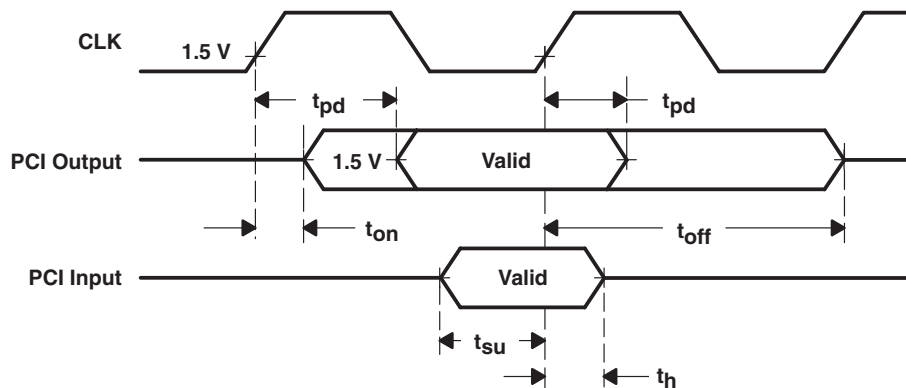 CLK
1.5 V
tpd
tpd
PCI Output
1.5 V
Valid
ton
toff
PCI Input
Valid
tsu
th